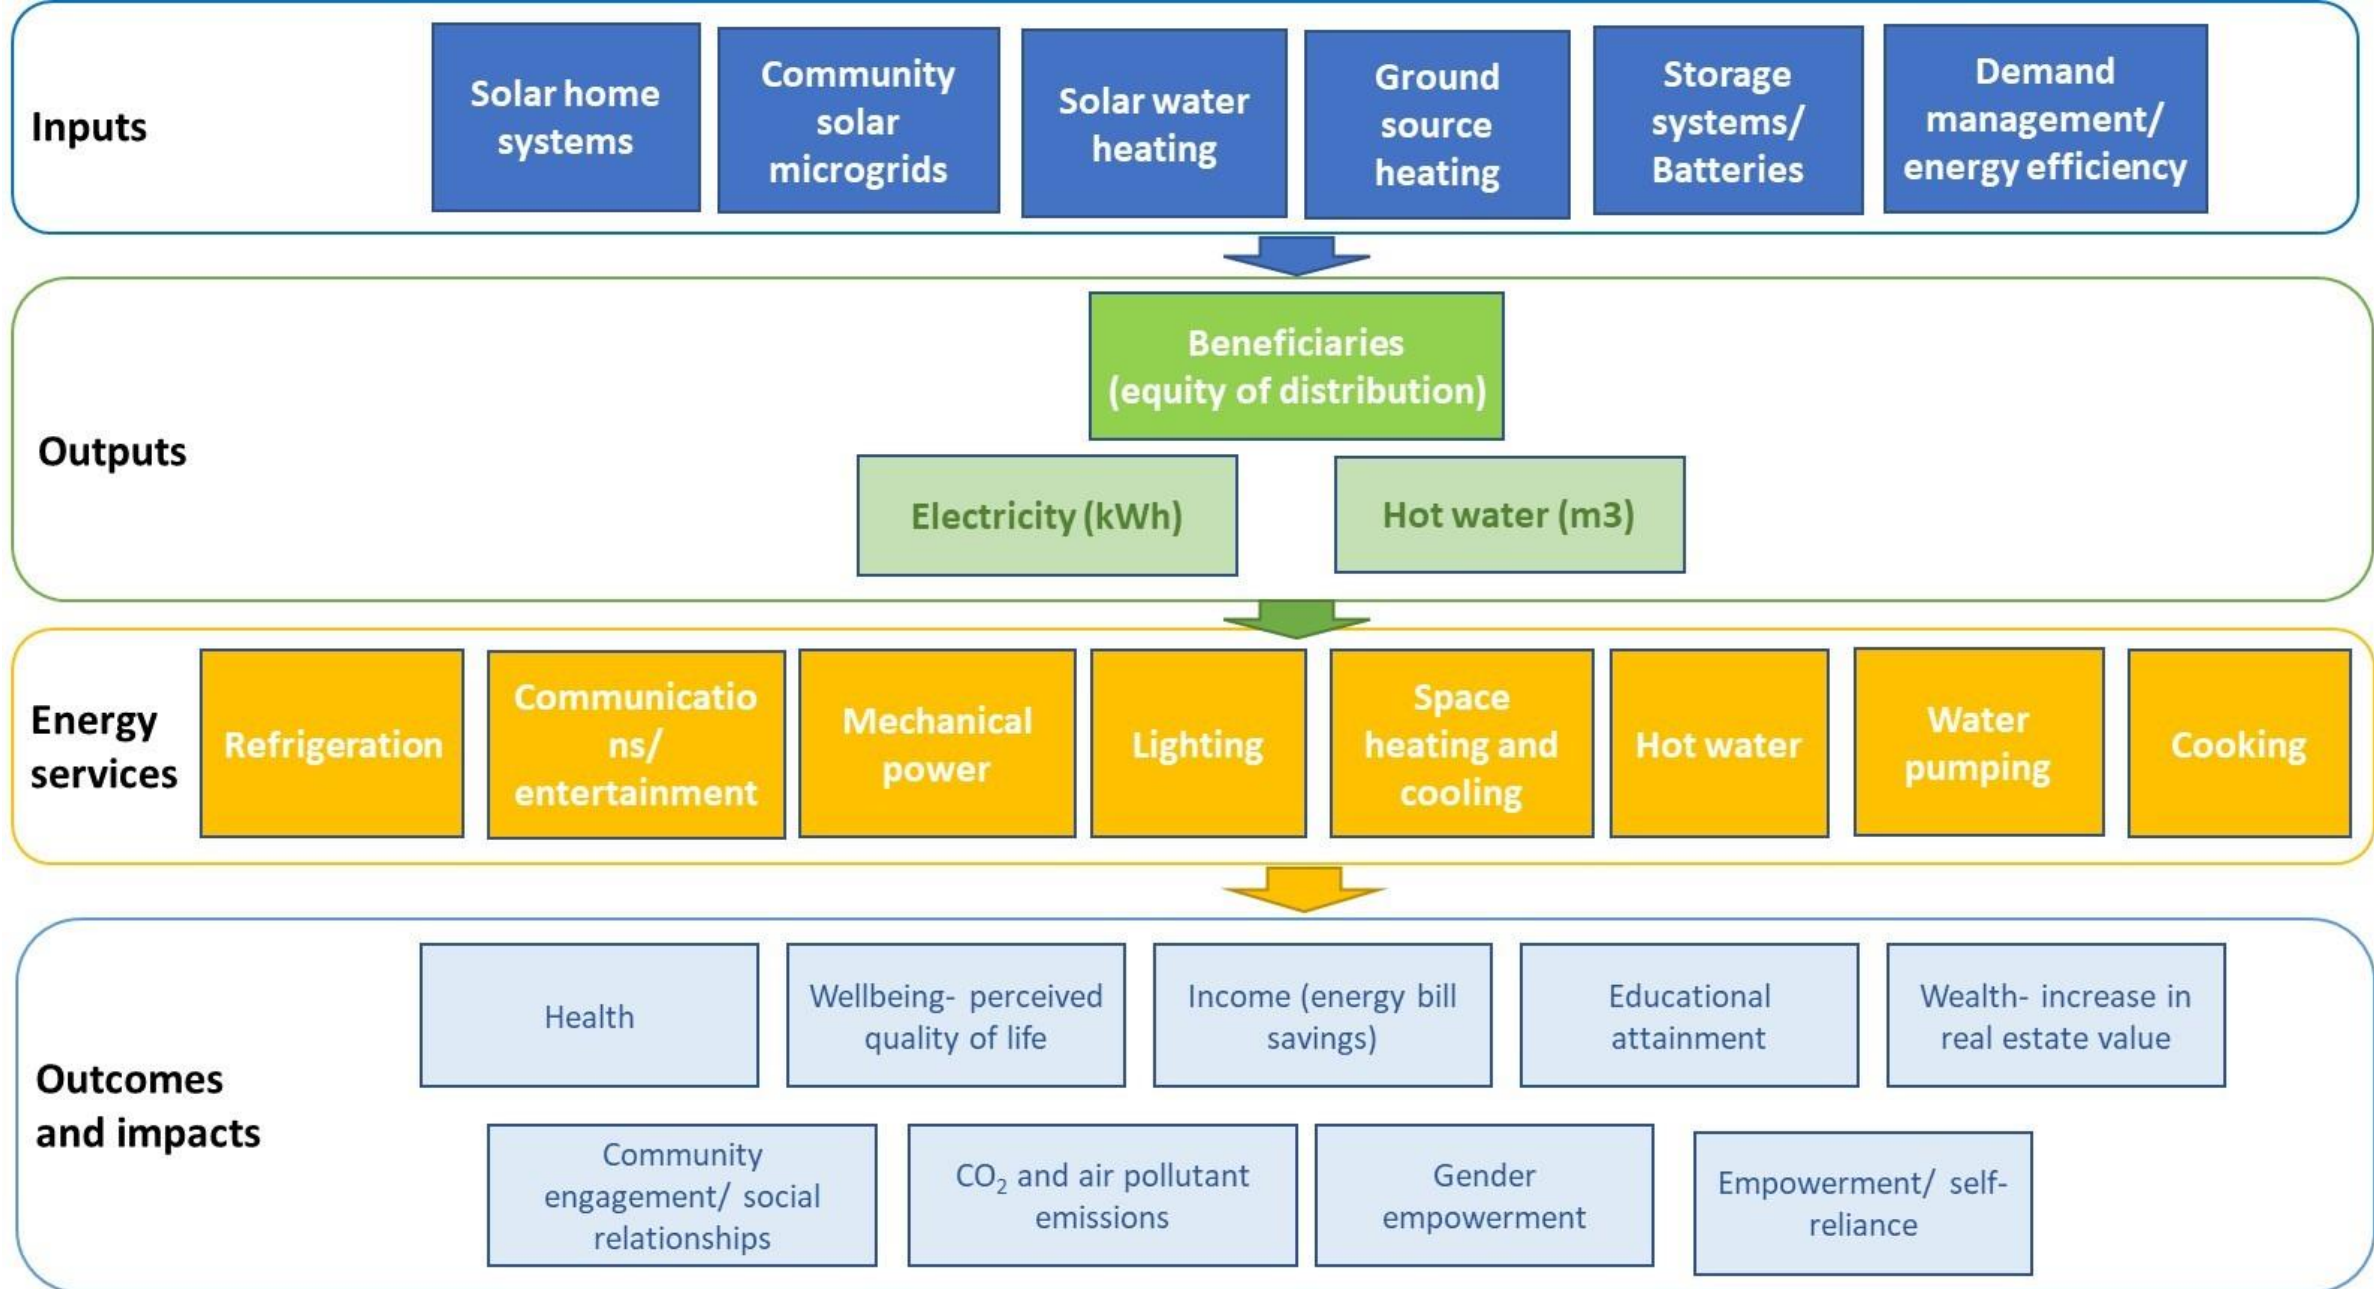 Inputs
Solar home
systems
Community
solar
microgrids
Solar water
heating
Ground
source
heating
Storage
systems/
Batteries
Demand
management/
energy efficiency
Outputs
Beneficiaries
(equity of distribution)
Electricity (kWh)
Hot water (m3)
Energy
services
Refrigeration
Communicatio
ns/
entertainment
Mechanical
power
Lighting
Space
heating and
cooling
Hot water
Water
pumping
Cooking
Outcomes
and impacts
Health
Wellbeing- perceived
quality of life
Income (energy bill
savings)
Educational
attainment
Wealth- increase in
real estate value
Community
engagement/ social
relationships
CO₂ and air pollutant
emissions
Gender
empowerment
Empowerment/ self-
reliance